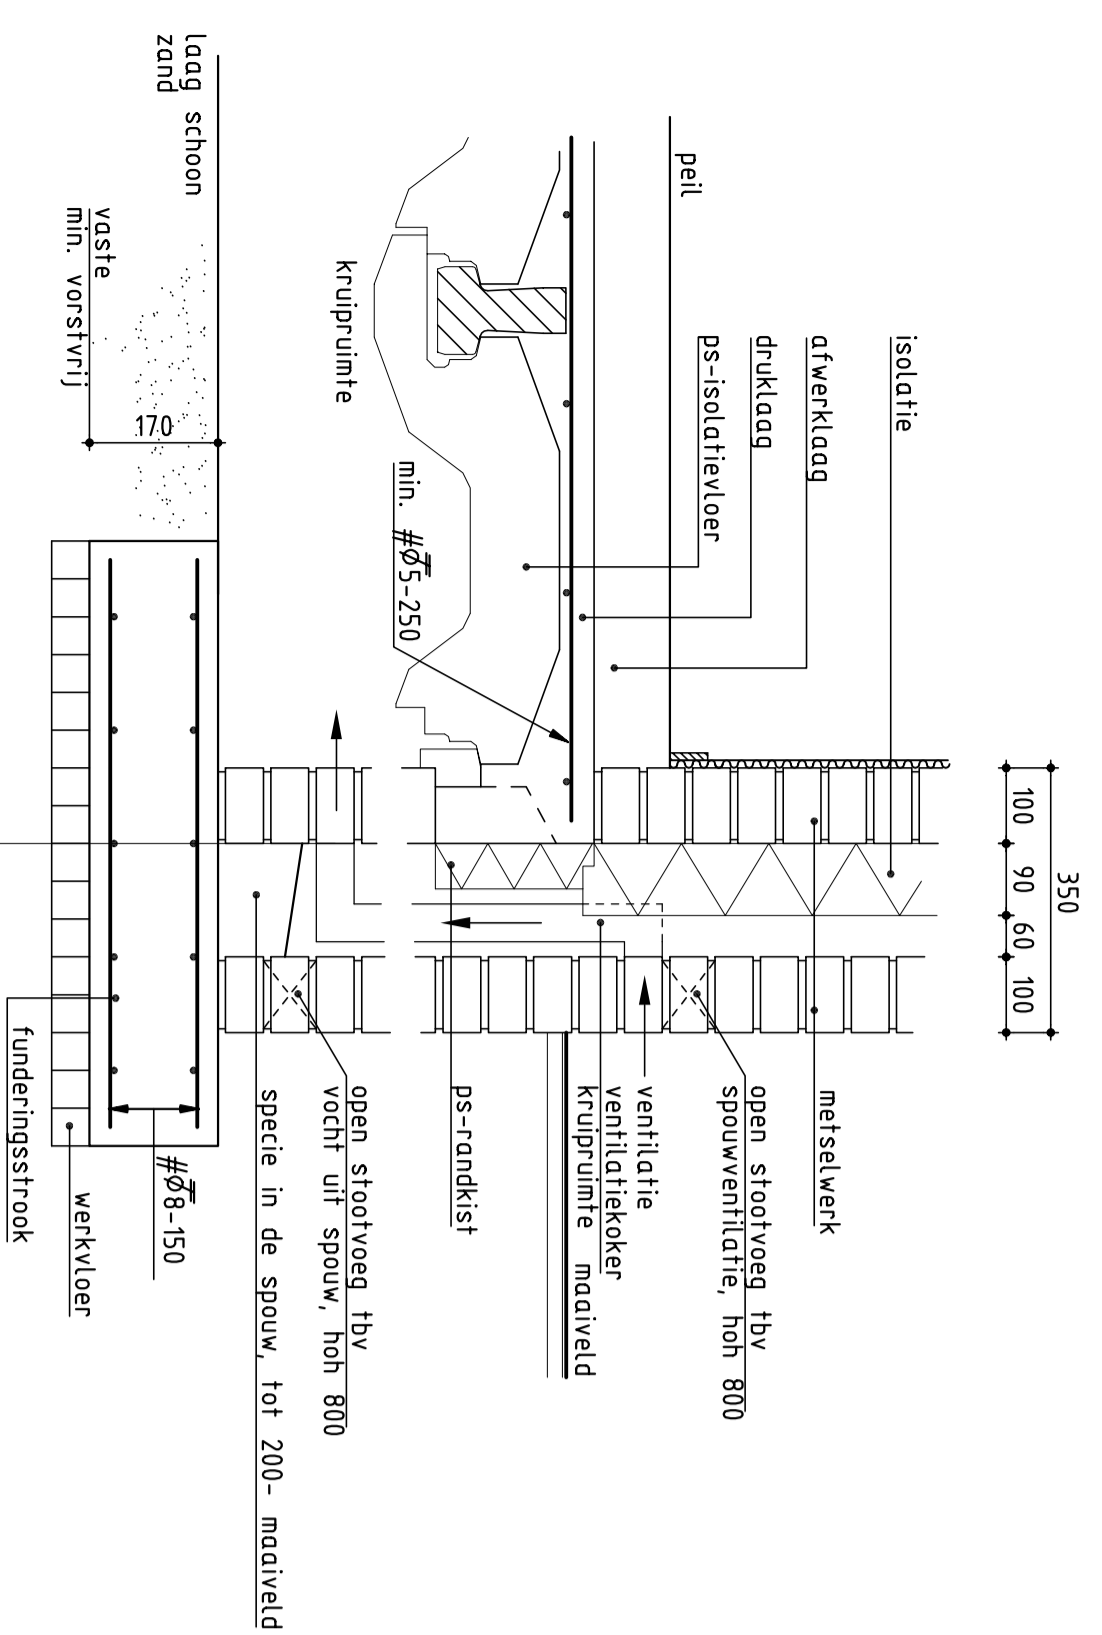 350
100
90
60
100
isolatie
afwerklaag
druklaag
ps-isolatievloer
peil
kruipruimte
min. #Ø5-250
laag schoon
zand
vaste
min. vorstvrij
170
metselwerk
open stootvoeg tbv
spouwventilatie, hoh 800
ventilatie
ventilatiekoker
kruipruimte
maaiveld
ps-randkist
open stootvoeg tbv
vocht uit spouw, hoh 800
specie in de spouw, tot 200- maaiveld
#Ø8-150
werkvloer
funderingsstrook